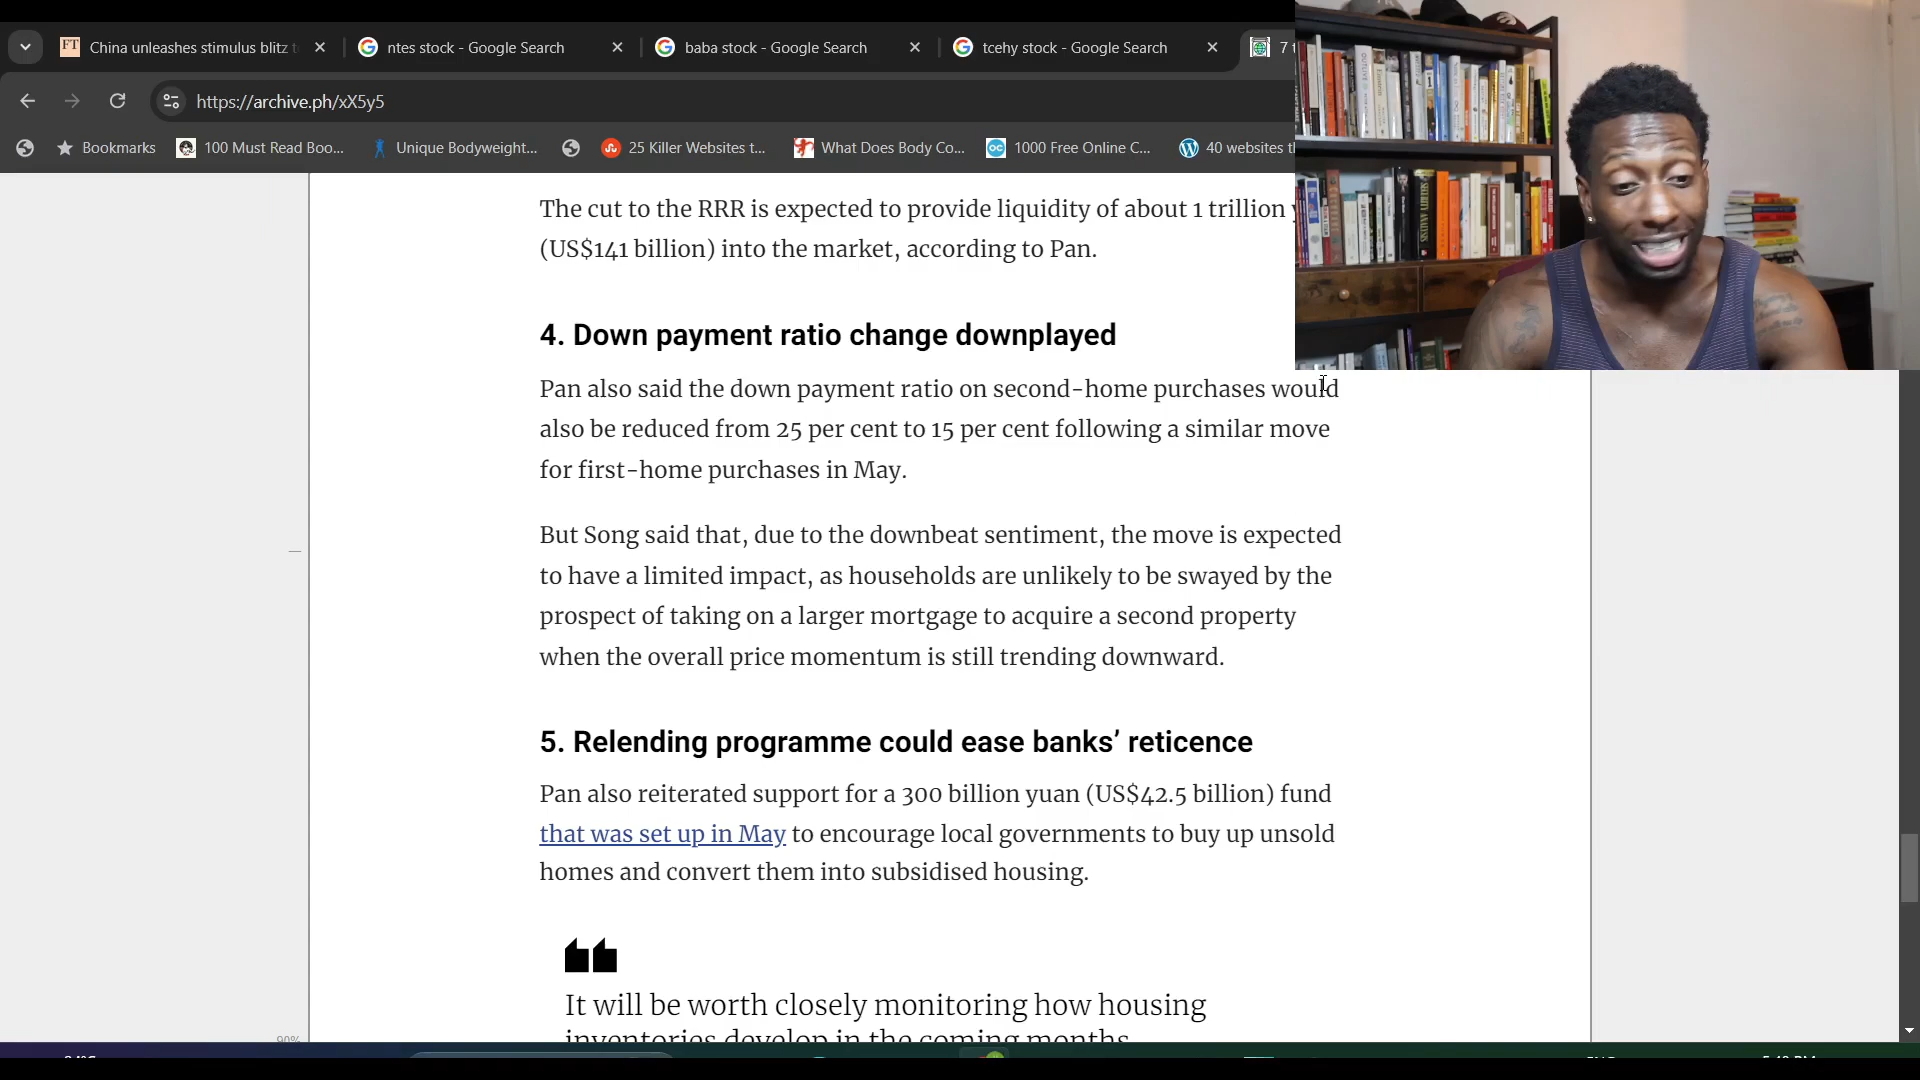 China unleashes stimulus blitz t
ntes stock - Google Search
baba stock - Google Search
tcehy stock - Google Search
7 t
https://archive.ph/xX5y5
Bookmarks
100 Must Read Boo...
Unique Bodyweight...
25 Killer Websites t...
What Does Body Co...
1000 Free Online C...
40 websites t
The cut to the RRR is expected to provide liquidity of about 1 trillion
(US$141 billion) into the market, according to Pan.
4. Down payment ratio change downplayed
Pan also said the down payment ratio on second-home purchases would
also be reduced from 25 per cent to 15 per cent following a similar move
for first-home purchases in May.
But Song said that, due to the downbeat sentiment, the move is expected
to have a limited impact, as households are unlikely to be swayed by the
prospect of taking on a larger mortgage to acquire a second property
when the overall price momentum is still trending downward.
5. Relending programme could ease banks’ reticence
Pan also reiterated support for a 300 billion yuan (US$42.5 billion) fund
that was set up in May to encourage local governments to buy up unsold
homes and convert them into subsidised housing.
It will be worth closely monitoring how housing
inventories develop in the coming months